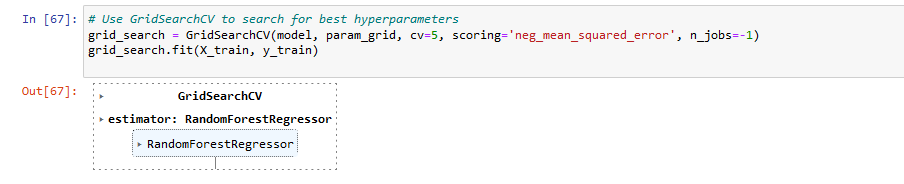 In [67]: # Use GridSearchCV to search for best hyperparameters
grid_search = GridSearchCV(model, param_grid, cv=5, scoring='neg_mean_squared_error', n_jobs=-1)
grid_search.fit(X_train, y_train)
Out[67]:
▸ GridSearchCV
▸ estimator: RandomForestRegressor
▸ RandomForestRegressor